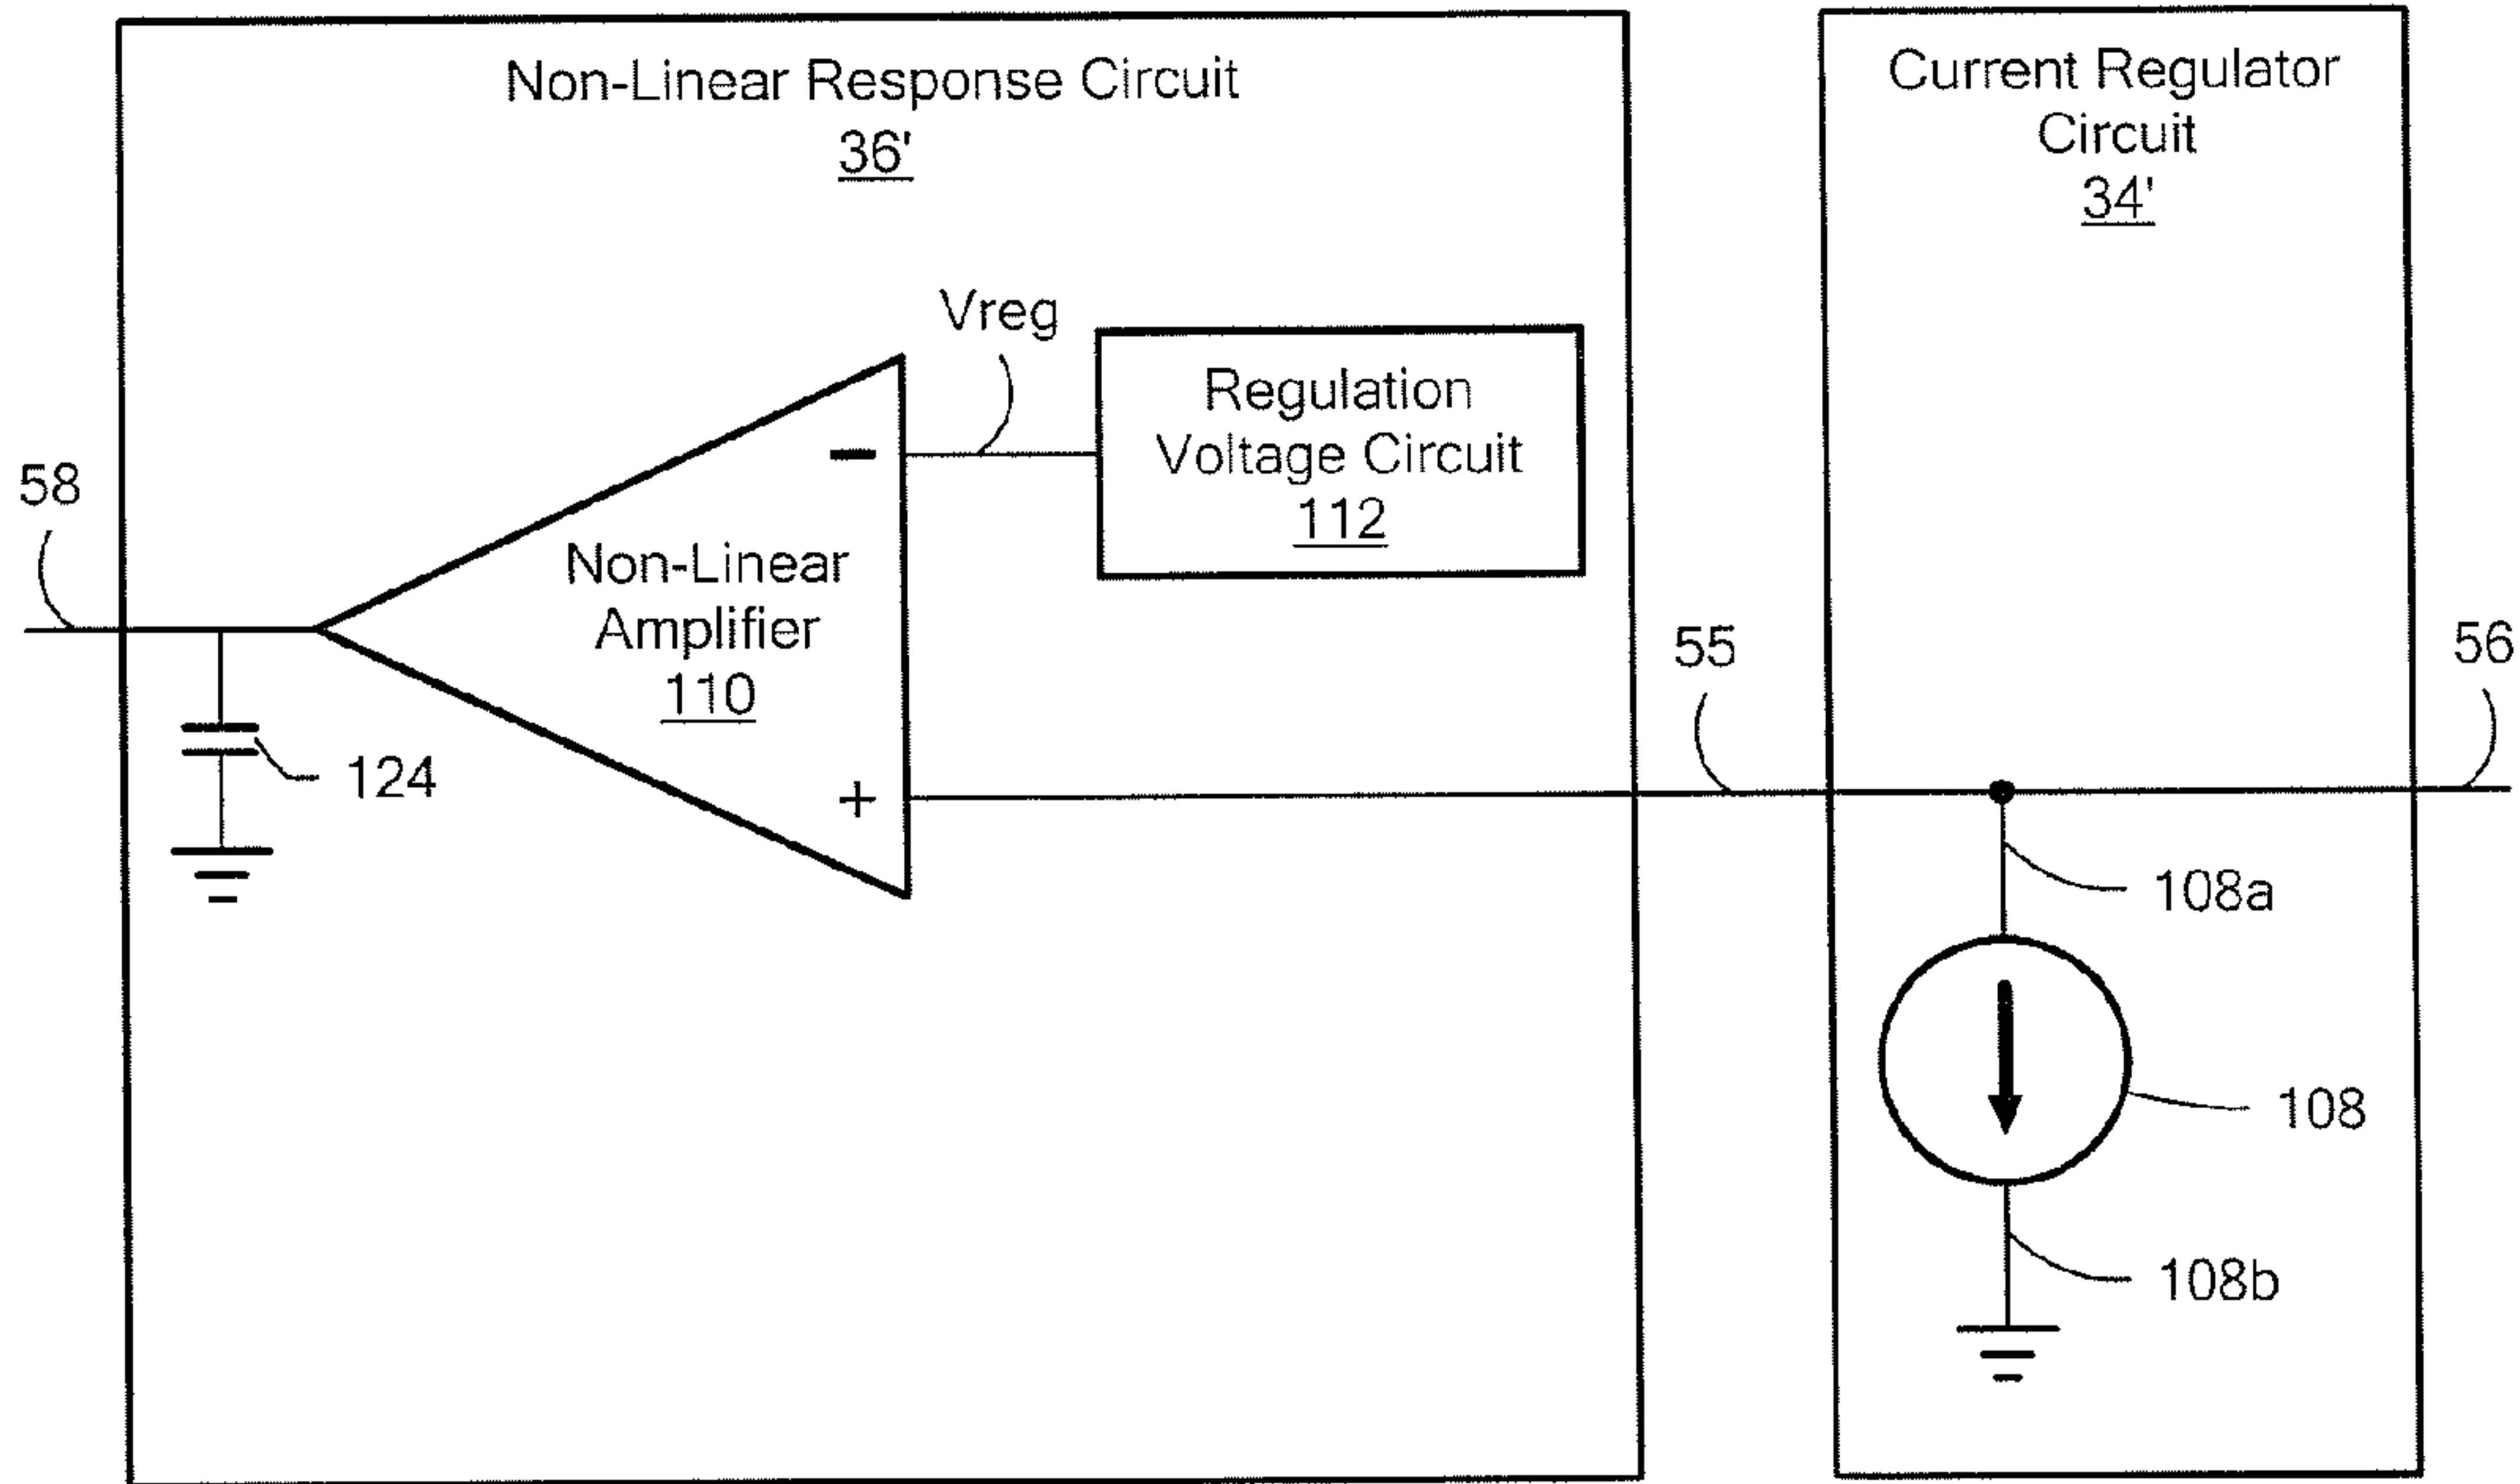 Non-Linear Response Circuit
36'
Current Regulator
Circuit
34'
Vreg
Regulation
Voltage Circuit
112
58
-
Non-Linear
Amplifier
110
55
56
124
+
108a
108
108b